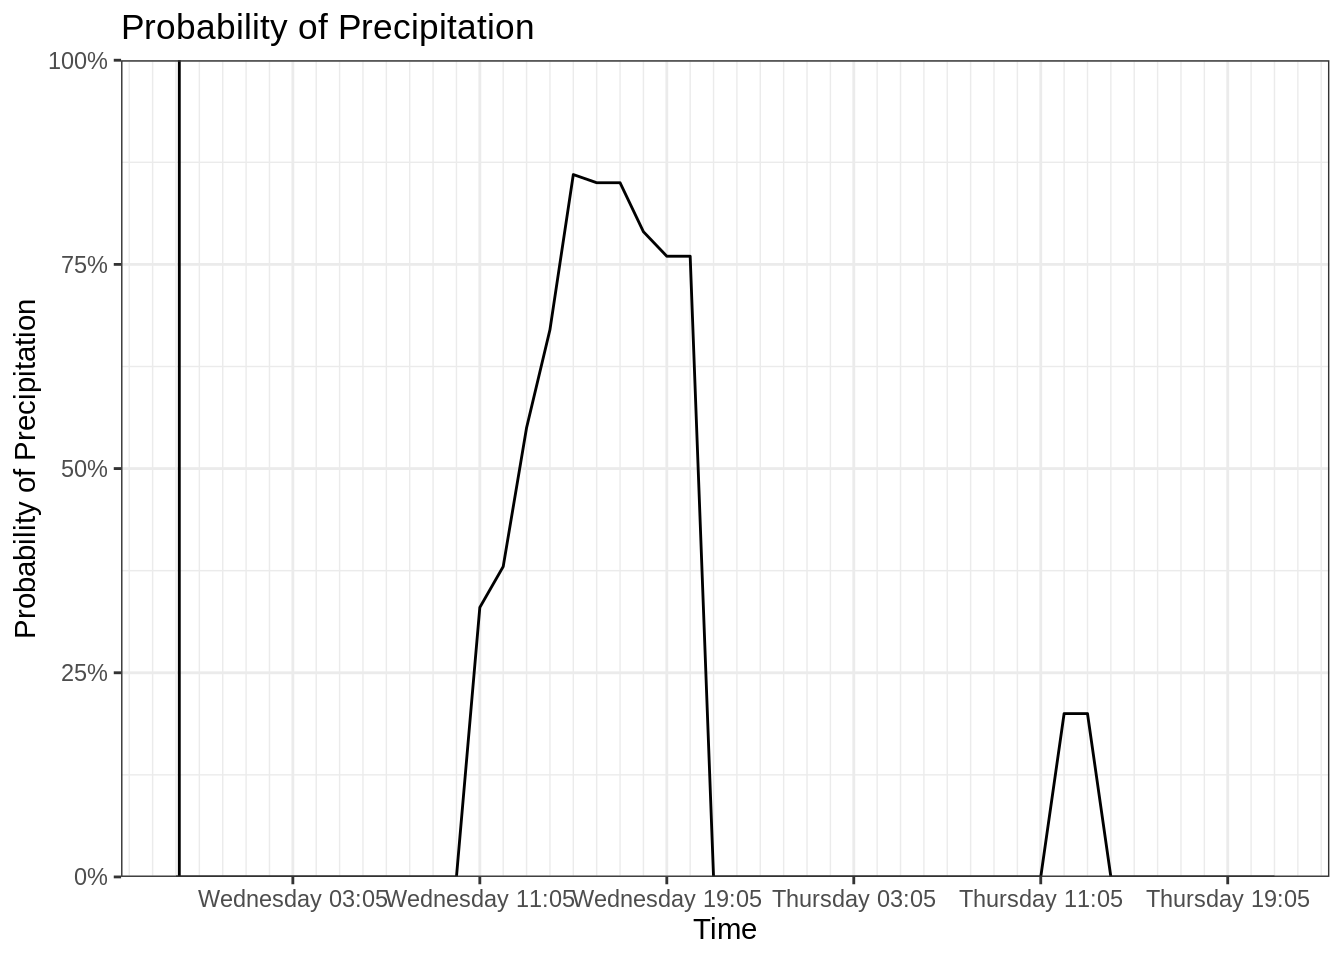 Probability of Precipitation
Probability of Precipitation
100%
75%
50%
25%
0%
Wednesday 03:05
Wednesday 11:05
Wednesday 19:05
Thursday 03:05
Thursday 11:05
Thursday 19:05
Time